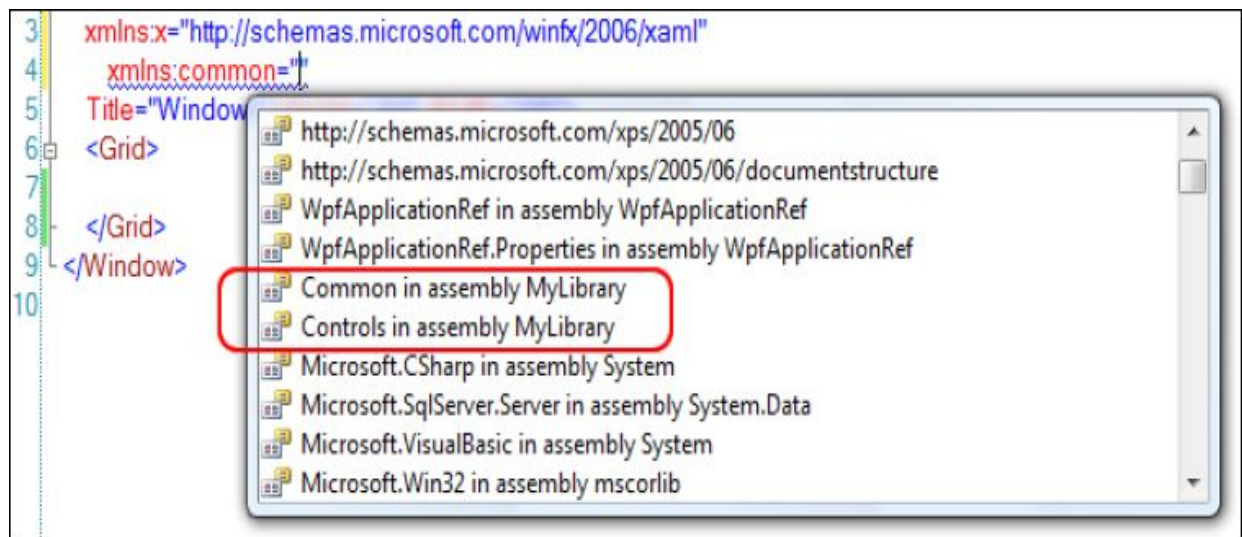 3 xmlns:x="http://schemas.microsoft.com/winfx/2006/xaml"
4 xmlns:common=""
5 Title="Window
6 <Grid>
7
8 </Grid>
9 </Window>
10
http://schemas.microsoft.com/xps/2005/06
http://schemas.microsoft.com/xps/2005/06/documentstructure
WpfApplicationRef in assembly WpfApplicationRef
WpfApplicationRef.Properties in assembly WpfApplicationRef
Common in assembly MyLibrary
Controls in assembly MyLibrary
Microsoft.CSharp in assembly System
Microsoft.SqlServer.Server in assembly System.Data
Microsoft.VisualBasic in assembly System
Microsoft.Win32 in assembly mscorlib